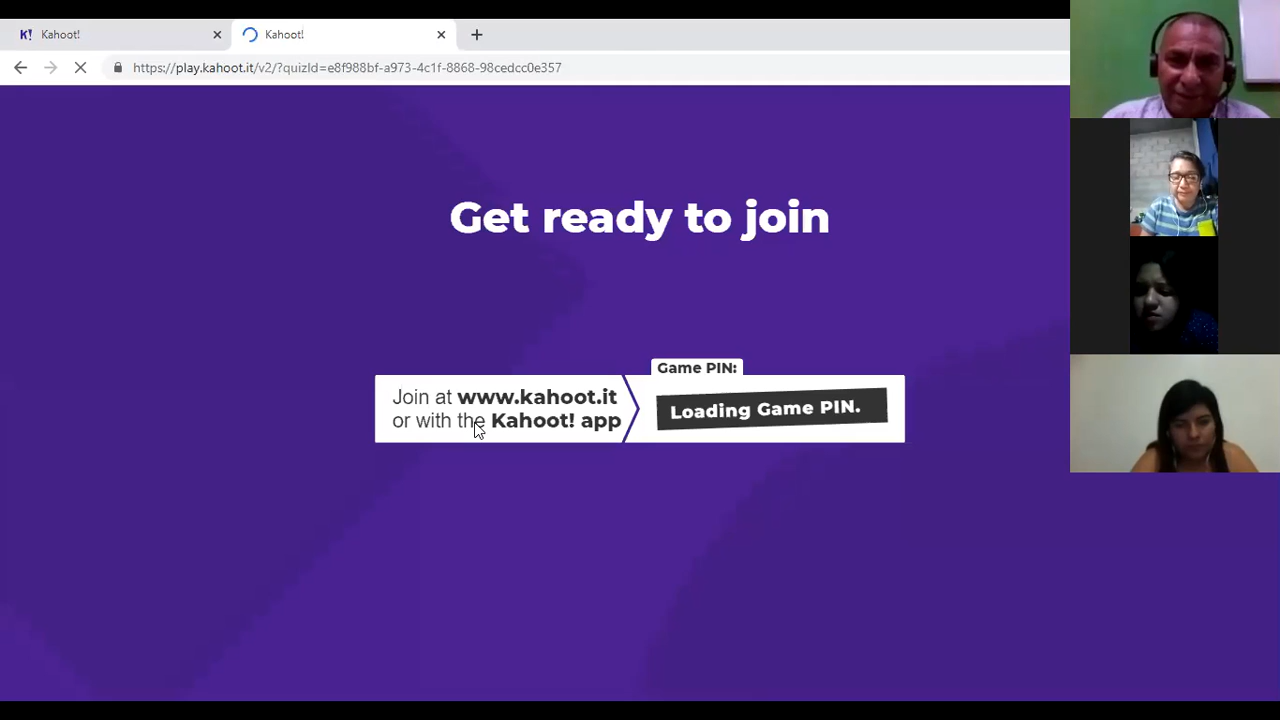 K! Kahoot!
Kahoot!
https://play.kahoot.it/v2/?quizId=e8f988bf-a973-4c1f-8868-98cedcc0e357
Get ready to join
Game PIN:
Join at www.kahoot.it
or with the Kahoot! app
Loading Game PIN.